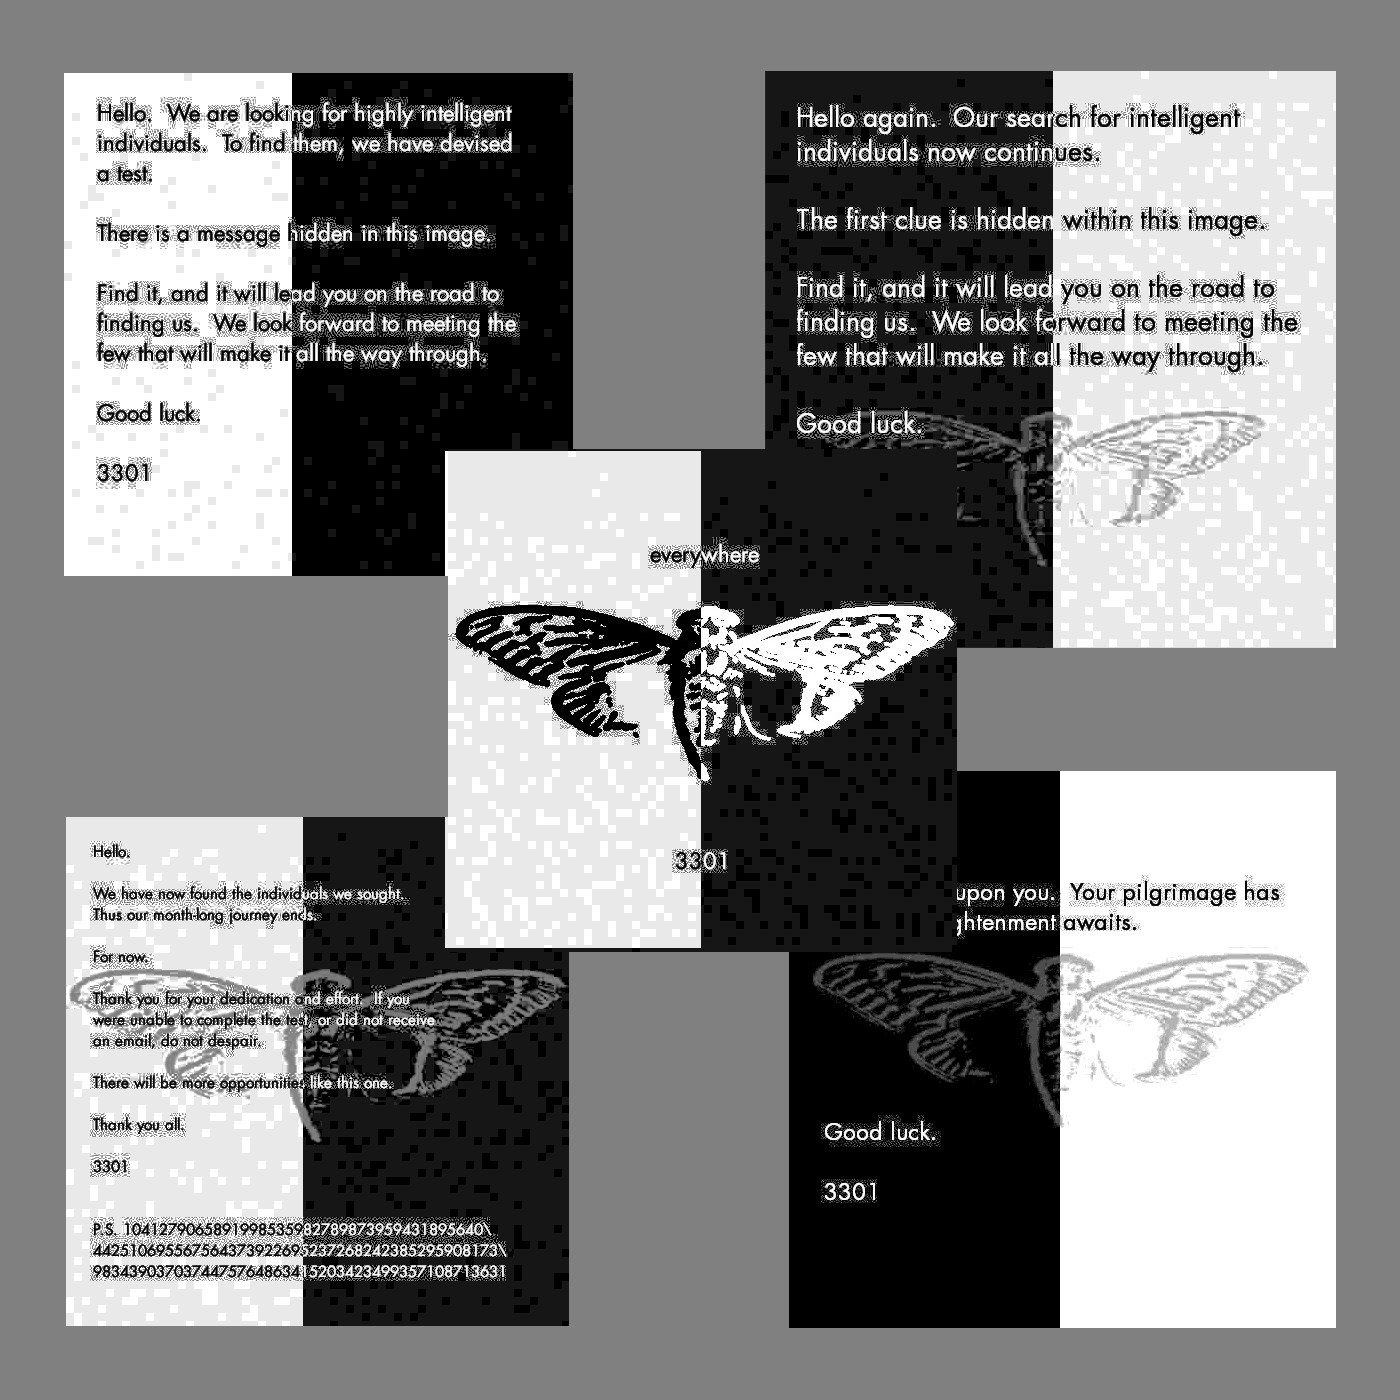 Hello.  We are looking for highly intelligent
individuals.  To find them, we have devised
a test.
There is a message hidden in this image.
Find it, and it will lead you on the road to
finding us.  We look forward to meeting the
few that will make it all the way through.
Good luck.
3301
Hello again.  Our search for intelligent
individuals now continues.
The first clue is hidden within this image.
Find it, and it will lead you on the road to
finding us.  We look forward to meeting the
few that will make it all the way through.
Good luck.
everywhere
3301
Hello.
We have now found the individuals we sought.
Thus our month-long journey ends.
For now.
Thank you for your dedication and effort.  If you
were unable to complete the test, or did not receive
an email, do not despair.
There will be more opportunities like this one.
Thank you all.
3301
P.S. 1041279065891998535982789873959431895640\
442510695567564373922695237268242385295908173\
9834390370374475764863415203423499357108713631
upon you.  Your pilgrimage has
ghtenment awaits.
Good luck.
3301